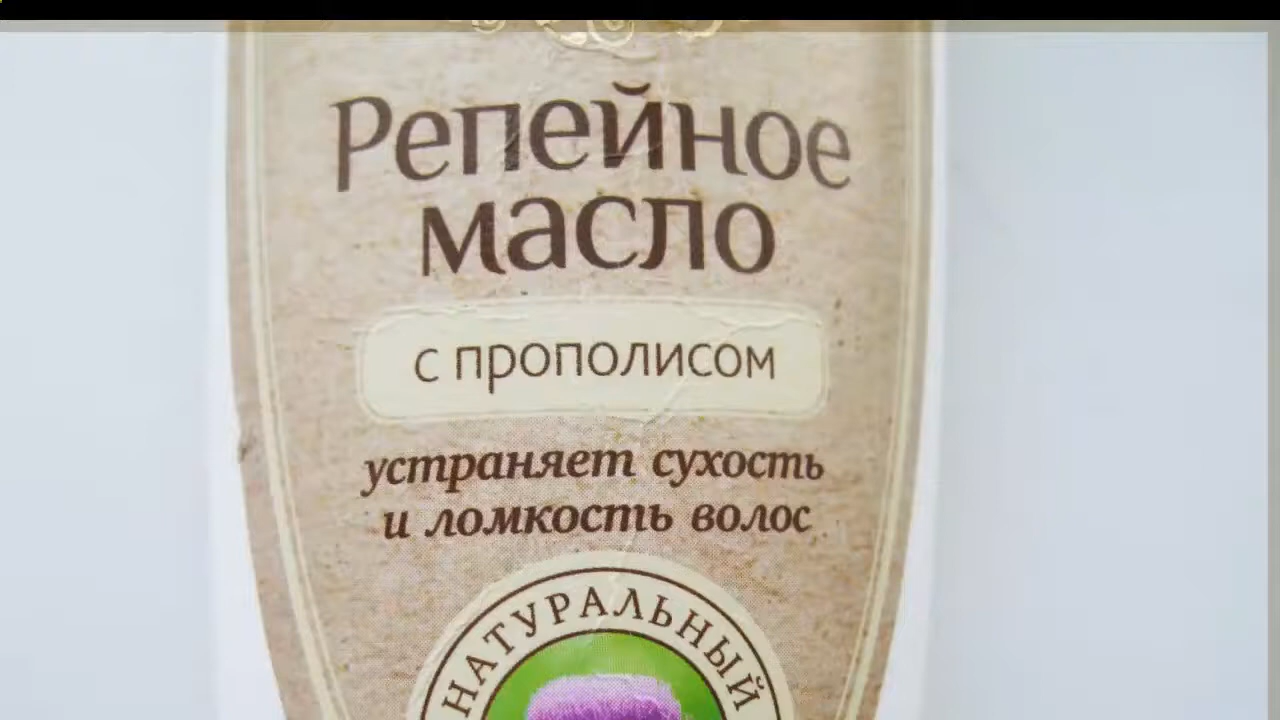 Репейное
масло
с прополисом
устраняет сухость
и ломкость волос
НАТУРАЛЬНЫЙ